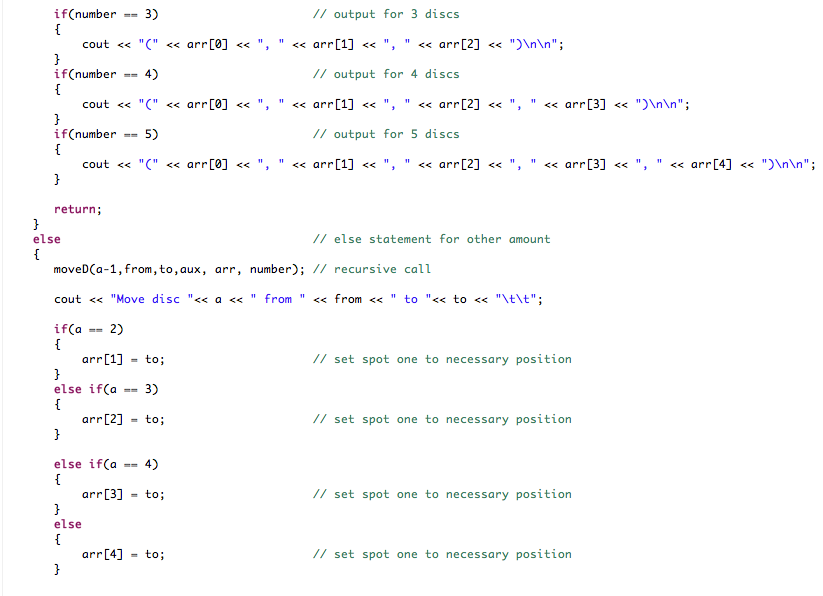 if(number == 3)                      // output for 3 discs
{
    cout << "(" << arr[0] << ", " << arr[1] << ", " << arr[2] << ")\n\n";
}
if(number == 4)                      // output for 4 discs
{
    cout << "(" << arr[0] << ", " << arr[1] << ", " << arr[2] << ", " << arr[3] << ")\n\n";
}
if(number == 5)                      // output for 5 discs
{
    cout << "(" << arr[0] << ", " << arr[1] << ", " << arr[2] << ", " << arr[3] << ", " << arr[4] << ")\n\n";
}
return;
}
else                                    // else statement for other amount
{
moveD(a-1,from,to,aux, arr, number); // recursive call
cout << "Move disc "<< a << " from " << from << " to "<< to << "\t\t";
if(a == 2)
{
    arr[1] = to;                     // set spot one to necessary position
}
else if(a == 3)
{
    arr[2] = to;                     // set spot one to necessary position
}
else if(a == 4)
{
    arr[3] = to;                     // set spot one to necessary position
}
else
{
    arr[4] = to;                     // set spot one to necessary position
}